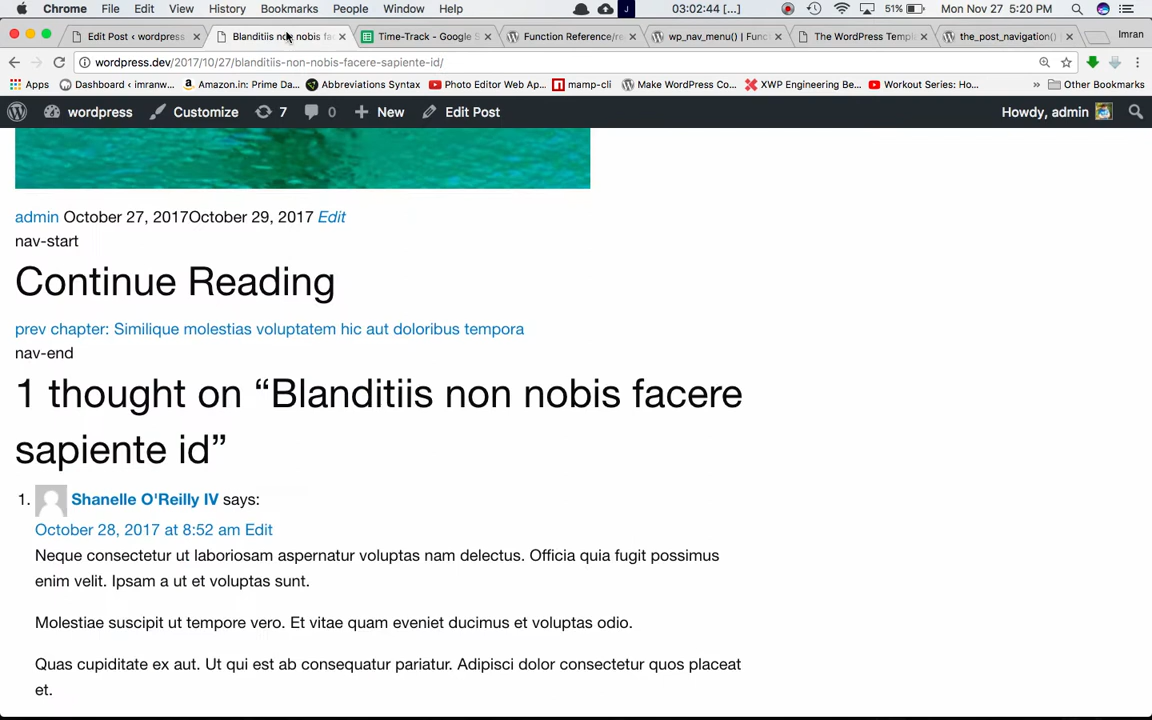 Chrome File Edit View History Bookmarks People Window Help 03:02:44 [...] 51% Mon Nov 27 5:20 PM
Edit Post ‹ wordpress Blanditiis non nobis fa Time-Track - Google S Function Reference/re wp_nav_menu() | Func The WordPress Templ the_post_navigation() Imran
wordpress.dev/2017/10/27/blanditiis-non-nobis-facere-sapiente-id/
Apps Dashboard ‹ imranw... Amazon.in: Prime Da... Abbreviations Syntax Photo Editor Web Ap... mamp-cli Make WordPress Co... XWP Engineering Be... Workout Series: Ho... » Other Bookmarks
wordpress Customize 7 0 New Edit Post Howdy, admin
admin October 27, 2017October 29, 2017 Edit
nav-start
Continue Reading
prev chapter: Similique molestias voluptatem hic aut doloribus tempora
nav-end
1 thought on “Blanditiis non nobis facere
sapiente id”
1. Shanelle O'Reilly IV says:
October 28, 2017 at 8:52 am Edit
Neque consectetur ut laboriosam aspernatur voluptas nam delectus. Officia quia fugit possimus
enim velit. Ipsam a ut et voluptas sunt.
Molestiae suscipit ut tempore vero. Et vitae quam eveniet ducimus et voluptas odio.
Quas cupiditate ex aut. Ut qui est ab consequatur pariatur. Adipisci dolor consectetur quos placeat
et.